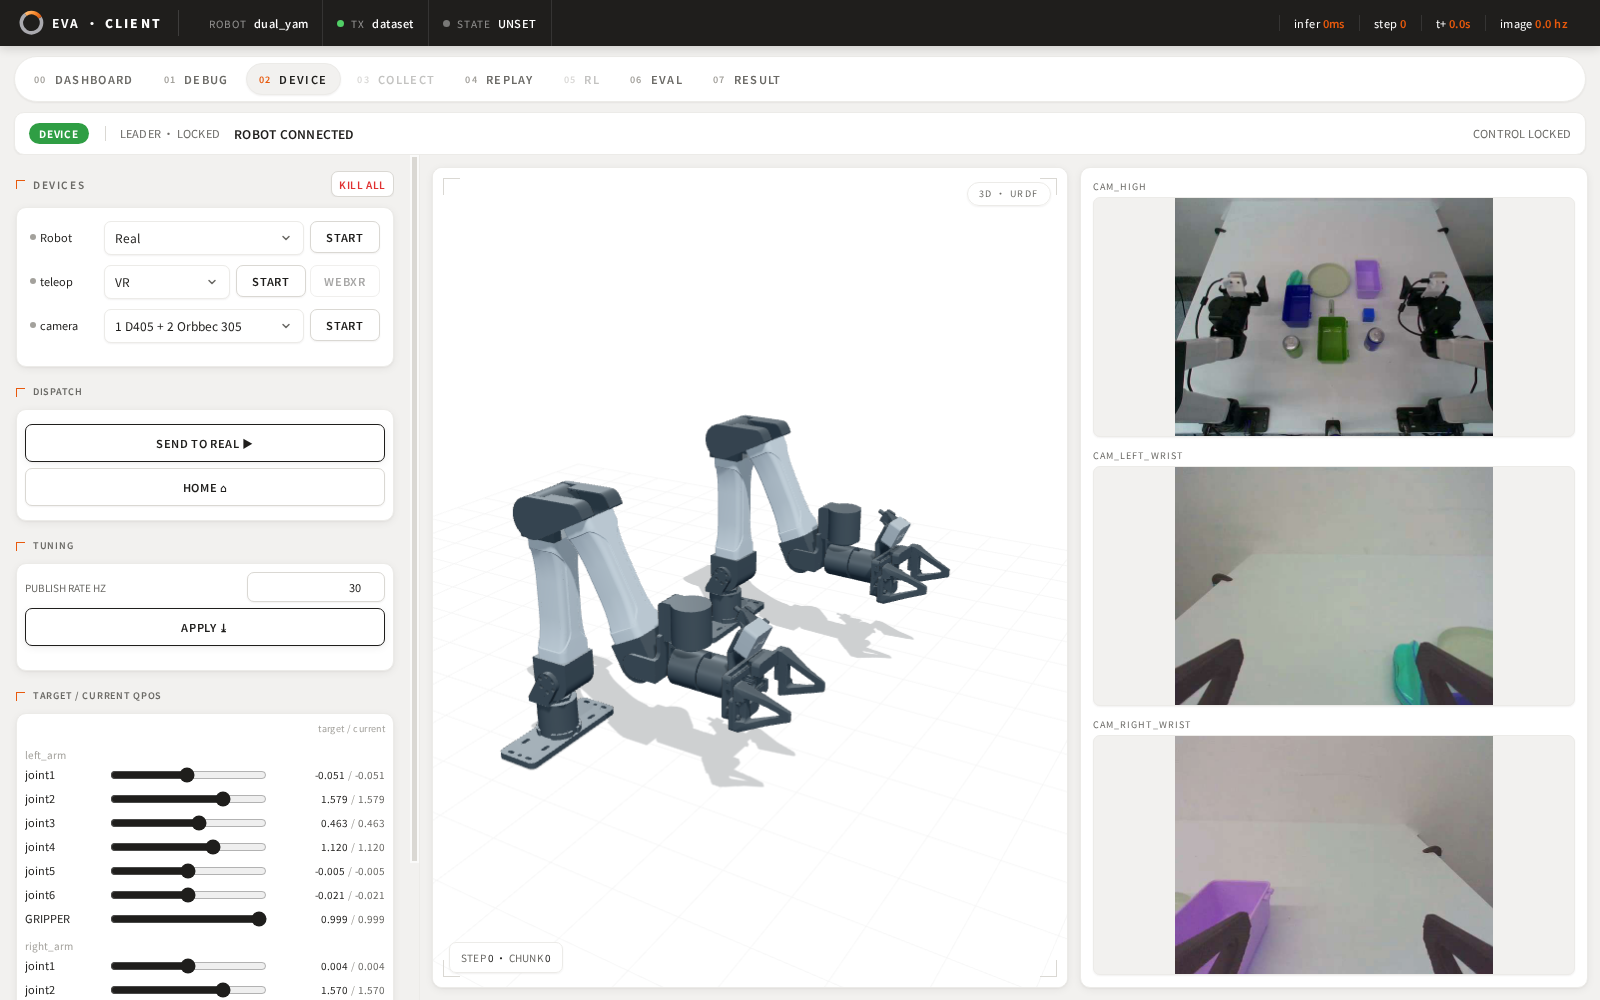 EVA · CLIENT
ROBOT dual_yam
TX dataset
STATE UNSET
infer 0ms
step 0
t+ 0.0s
image 0.0 hz
00 DASHBOARD
01 DEBUG
02 DEVICE
03 COLLECT
04 REPLAY
05 RL
06 EVAL
07 RESULT
DEVICE
LEADER · LOCKED
ROBOT CONNECTED
CONTROL LOCKED
DEVICES
KILL ALL
Robot Real START
teleop VR START WEBXR
camera 1 D405 + 2 Orbbec 305 START
DISPATCH
SEND TO REAL ▶
HOME ⌂
TUNING
PUBLISH RATE HZ 30
APPLY ⤓
TARGET / CURRENT QPOS
target / current
left_arm
joint1 -0.051 / -0.051
joint2 1.579 / 1.579
joint3 0.463 / 0.463
joint4 1.120 / 1.120
joint5 -0.005 / -0.005
joint6 -0.021 / -0.021
GRIPPER 0.999 / 0.999
right_arm
joint1 0.004 / 0.004
joint2 1.570 / 1.570
3D · URDF
STEP 0 · CHUNK 0
CAM_HIGH
CAM_LEFT_WRIST
CAM_RIGHT_WRIST